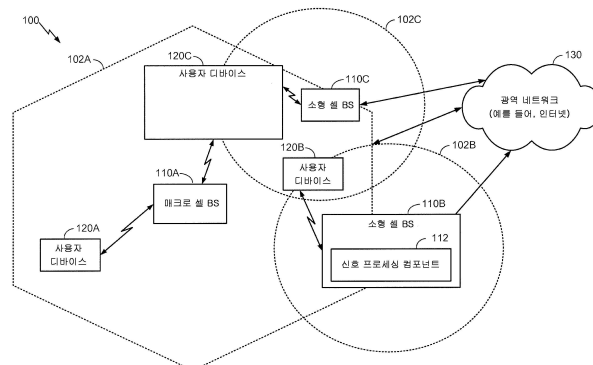 100
102A
120C
102C
사용자 디바이스
110C
소형 셀 BS
130
광역 네트워크
(예를 들어, 인터넷)
120B
사용자
디바이스
102B
110A
매크로 셀 BS
110B
소형 셀 BS
112
신호 프로세싱 컴포넌트
120A
사용자
디바이스